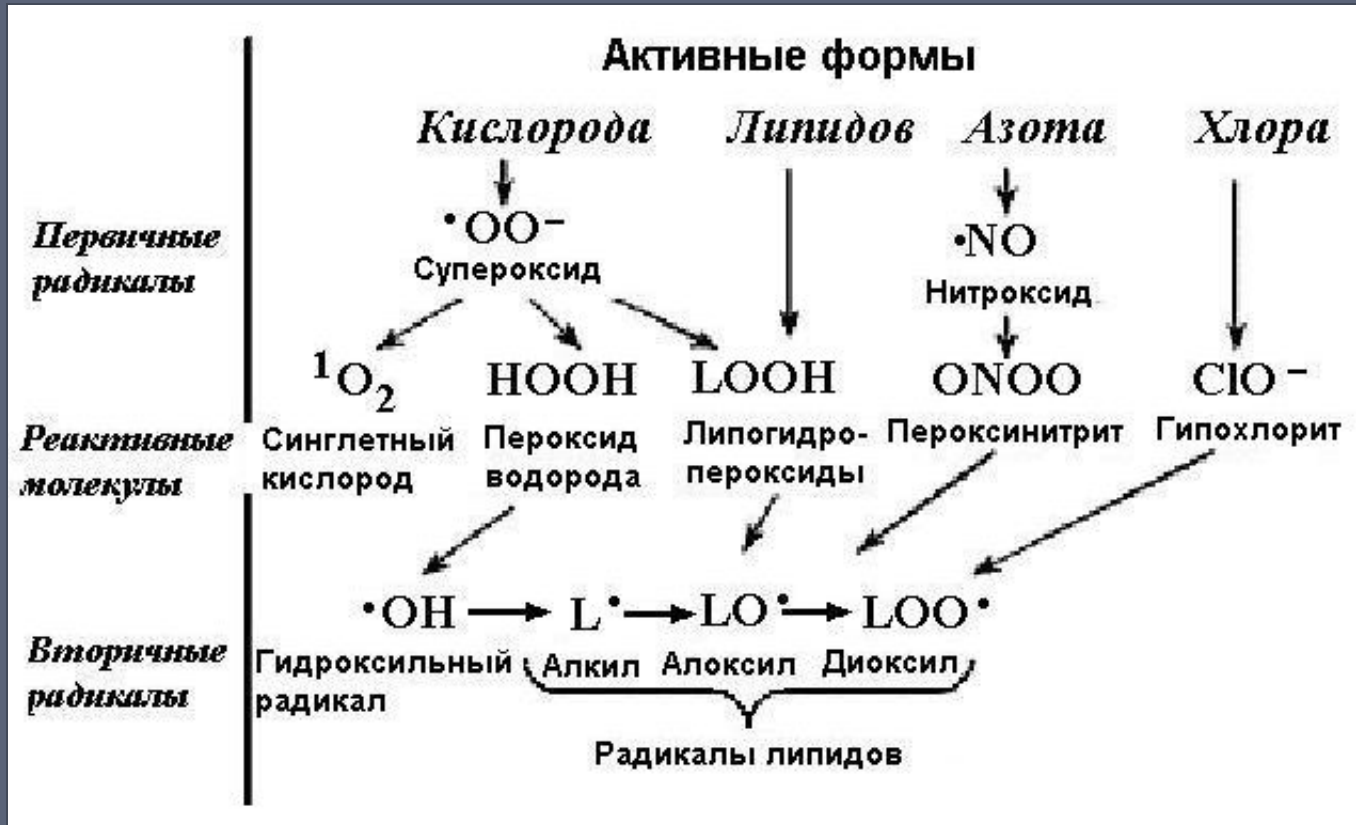 Активные формы
Кислорода Липидов Азота Хлора
Первичные
радикалы
•OO–
Супероксид
•NO
Нитроксид
¹O₂ HOOH LOOH ONOO ClO–
Реактивные
молекулы
Синглетный
кислород
Пероксид
водорода
Липогидро-
пероксиды
Пероксинитрит
Гипохлорит
•OH L• LO• LOO•
Вторичные
радикалы
Гидроксильный
радикал
Алкил Алоксил Диоксил
Радикалы липидов